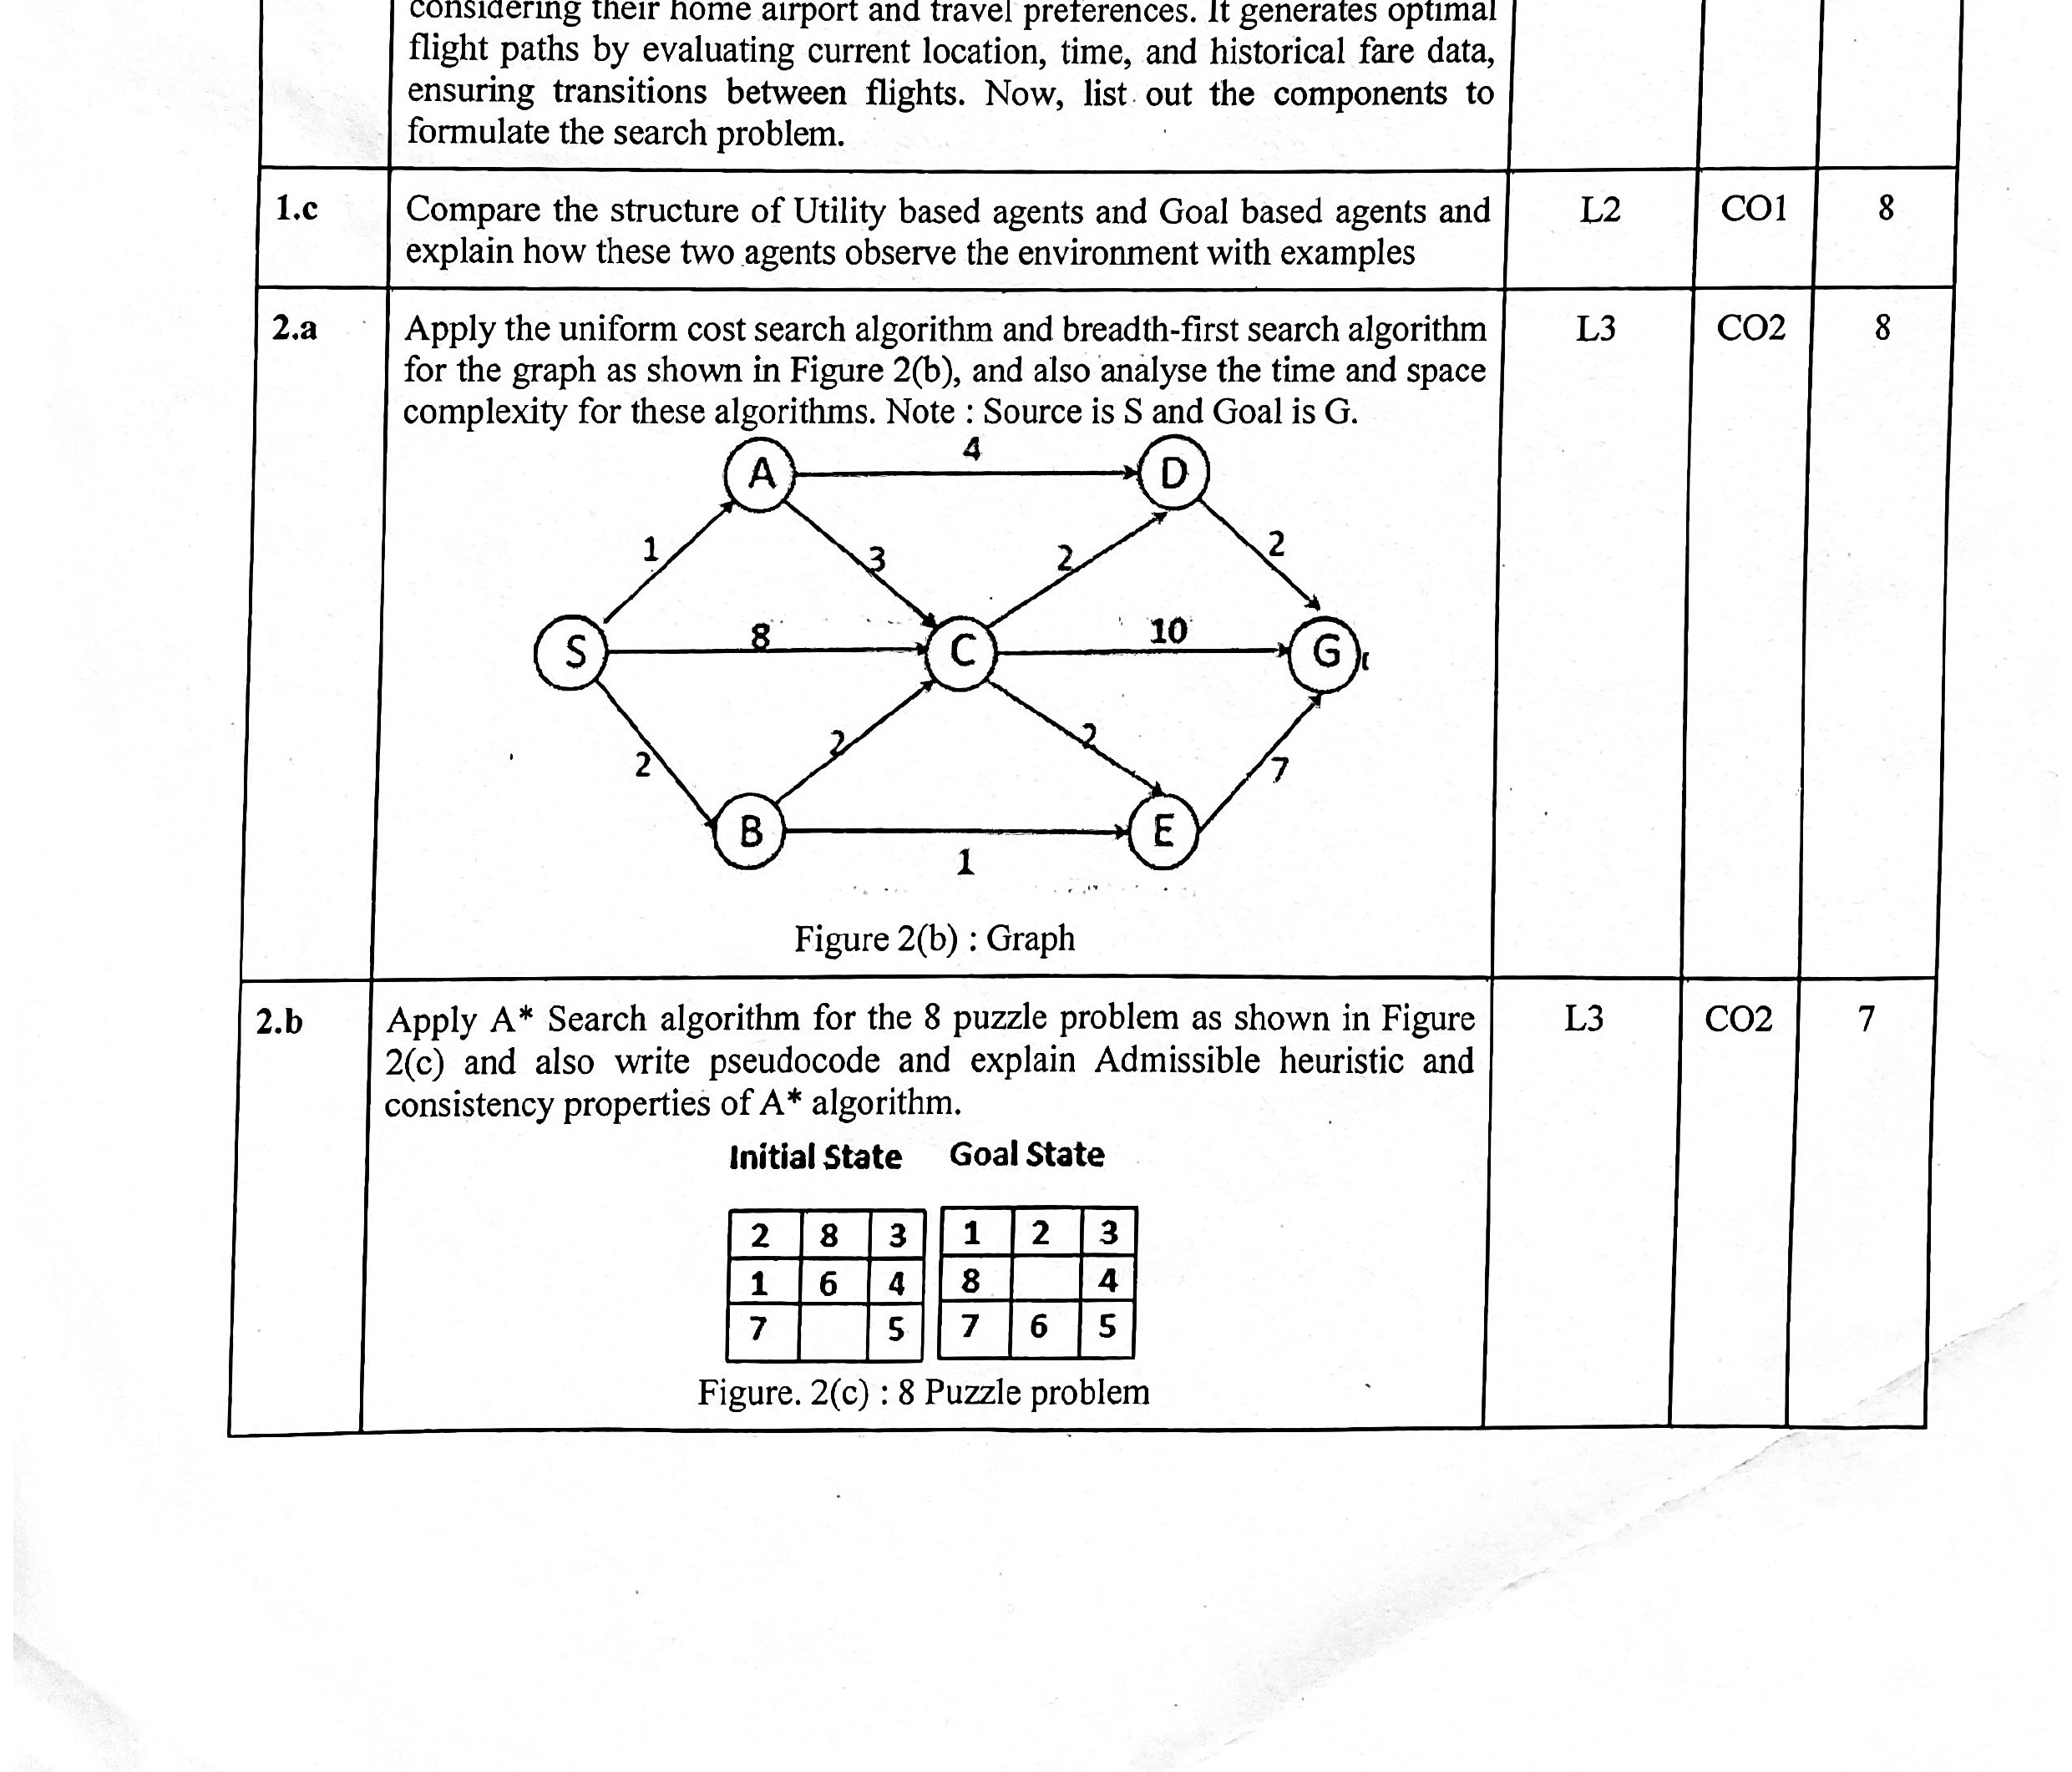 considering their home airport and travel preferences. It generates optimal
flight paths by evaluating current location, time, and historical fare data,
ensuring transitions between flights. Now, list out the components to
formulate the search problem.
1.c
Compare the structure of Utility based agents and Goal based agents and
explain how these two agents observe the environment with examples
L2
CO1
8
2.a
Apply the uniform cost search algorithm and breadth-first search algorithm
for the graph as shown in Figure 2(b), and also analyse the time and space
complexity for these algorithms. Note : Source is S and Goal is G.
L3
CO2
8
4
A
D
1
3
2
2
S
8
C
10
G
2
2
2
7
B
E
1
Figure 2(b) : Graph
2.b
Apply A* Search algorithm for the 8 puzzle problem as shown in Figure
2(c) and also write pseudocode and explain Admissible heuristic and
consistency properties of A* algorithm.
L3
CO2
7
Initial State Goal State
2 8 3 1 2 3
1 6 4 8 4
7 5 7 6 5
Figure. 2(c) : 8 Puzzle problem